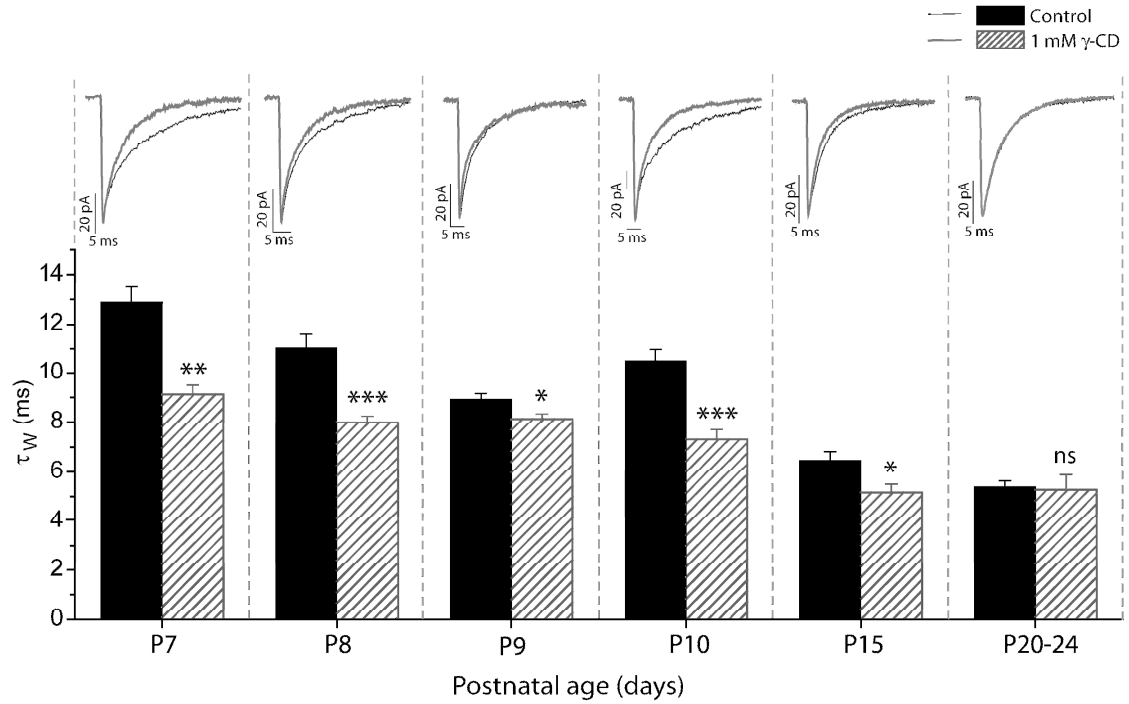 Control
1 mM γ-CD
20 pA
5 ms
20 pA
5 ms
20 pA
5 ms
20 pA
5 ms
20 pA
5 ms
20 pA
5 ms
τW (ms)
14
12
10
8
6
4
2
0
**
***
*
***
*
ns
P7 P8 P9 P10 P15 P20-24
Postnatal age (days)